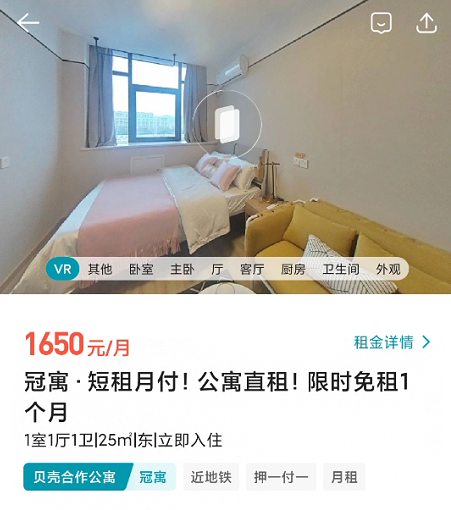 VR 其他 卧室 主卧 厅 客厅 厨房 卫生间 外观
1650元/月 租金详情
冠寓·短租月付！公寓直租！限时免租1
个月
1室1厅1卫|25㎡|东|立即入住
贝壳合作公寓 冠寓 近地铁 押一付一 月租